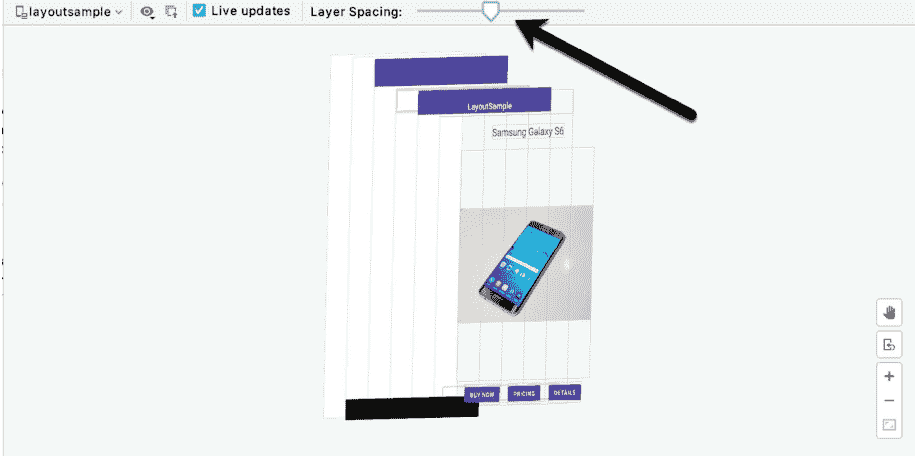 layoutsample Live updates Layer Spacing:
LayoutSample
Samsung Galaxy S6
BUY NOW PRICING DETAILS